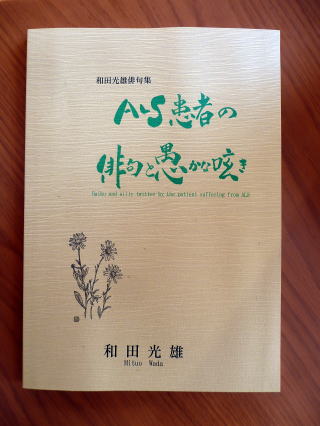 和田光雄俳句集
ALS患者の
俳句と愚かな呟き
Haiku and silly twitter by the patient suffering from ALS
和田光雄
Mituo Wada